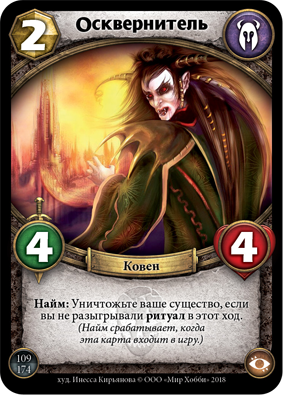 2
Осквернитель
4
4
Ковен
Найм: Уничтожьте ваше существо, если
вы не разыгрывали ритуал в этот ход.
(Найм срабатывает, когда
эта карта входит в игру.)
109
174
худ. Инесса Кирьянова © ООО «Мир Хобби» 2018